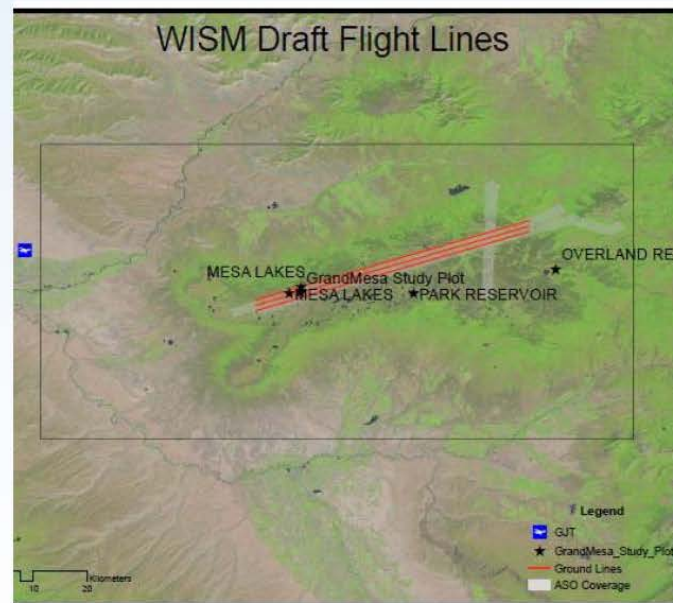 WISM Draft Flight Lines
OVERLAND RE
MESA LAKES
GrandMesa Study Plot
MESA LAKES
PARK RESERVOIR
Legend
GJT
GrandMesa_Study_Plot
Ground Lines
ASO Coverage
Kilometers
10 20